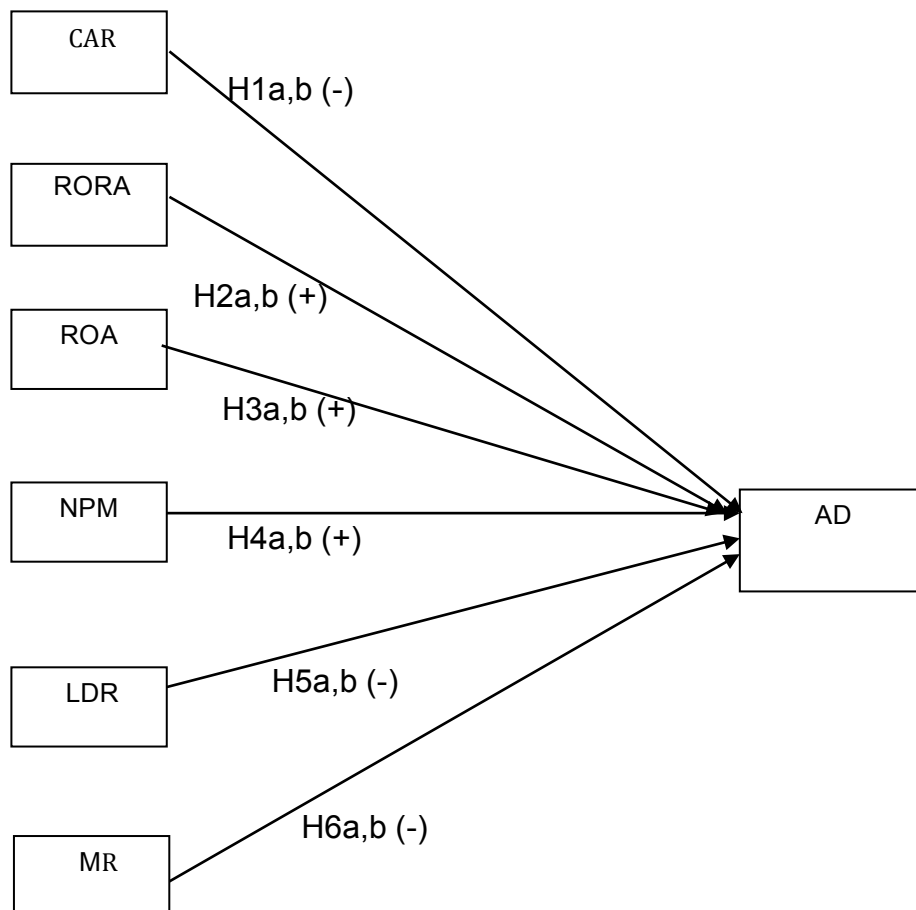 CAR
H1a,b (-)
RORA
H2a,b (+)
ROA
H3a,b (+)
NPM
AD
H4a,b (+)
LDR
H5a,b (-)
H6a,b (-)
MR